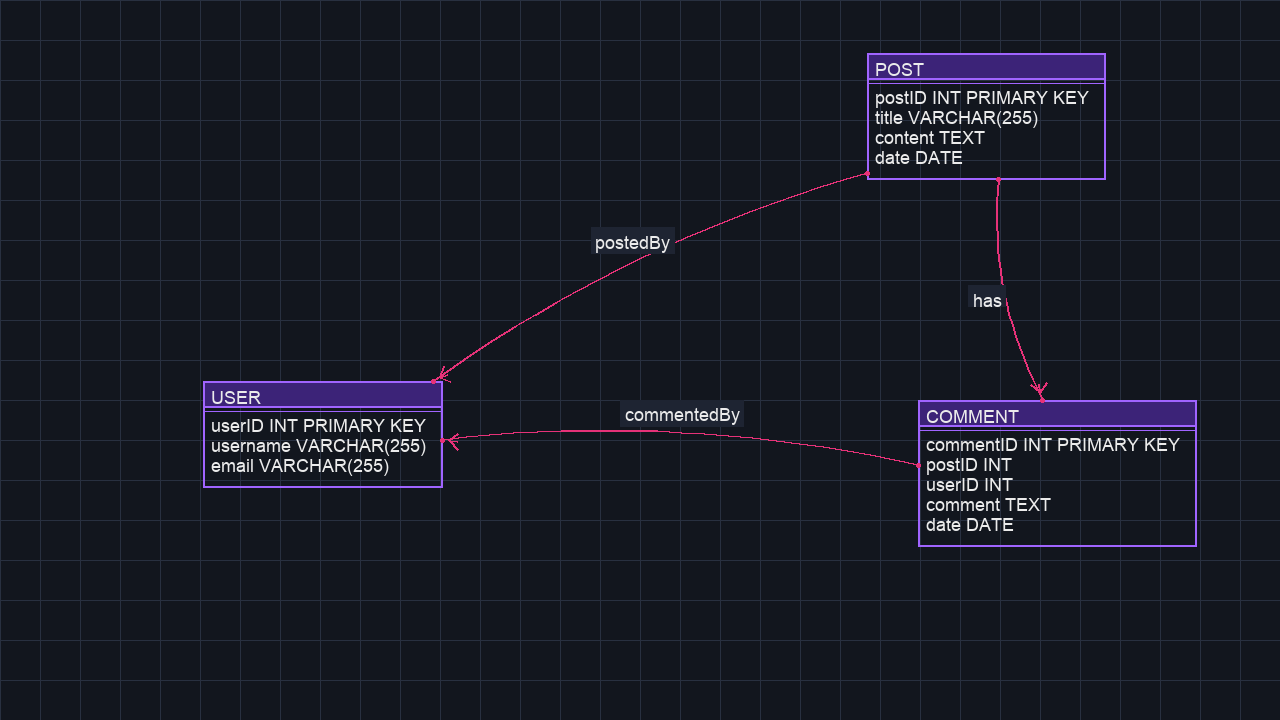 POST
postID INT PRIMARY KEY
title VARCHAR(255)
content TEXT
date DATE
postedBy
has
USER
userID INT PRIMARY KEY
username VARCHAR(255)
email VARCHAR(255)
commentedBy
COMMENT
commentID INT PRIMARY KEY
postID INT
userID INT
comment TEXT
date DATE